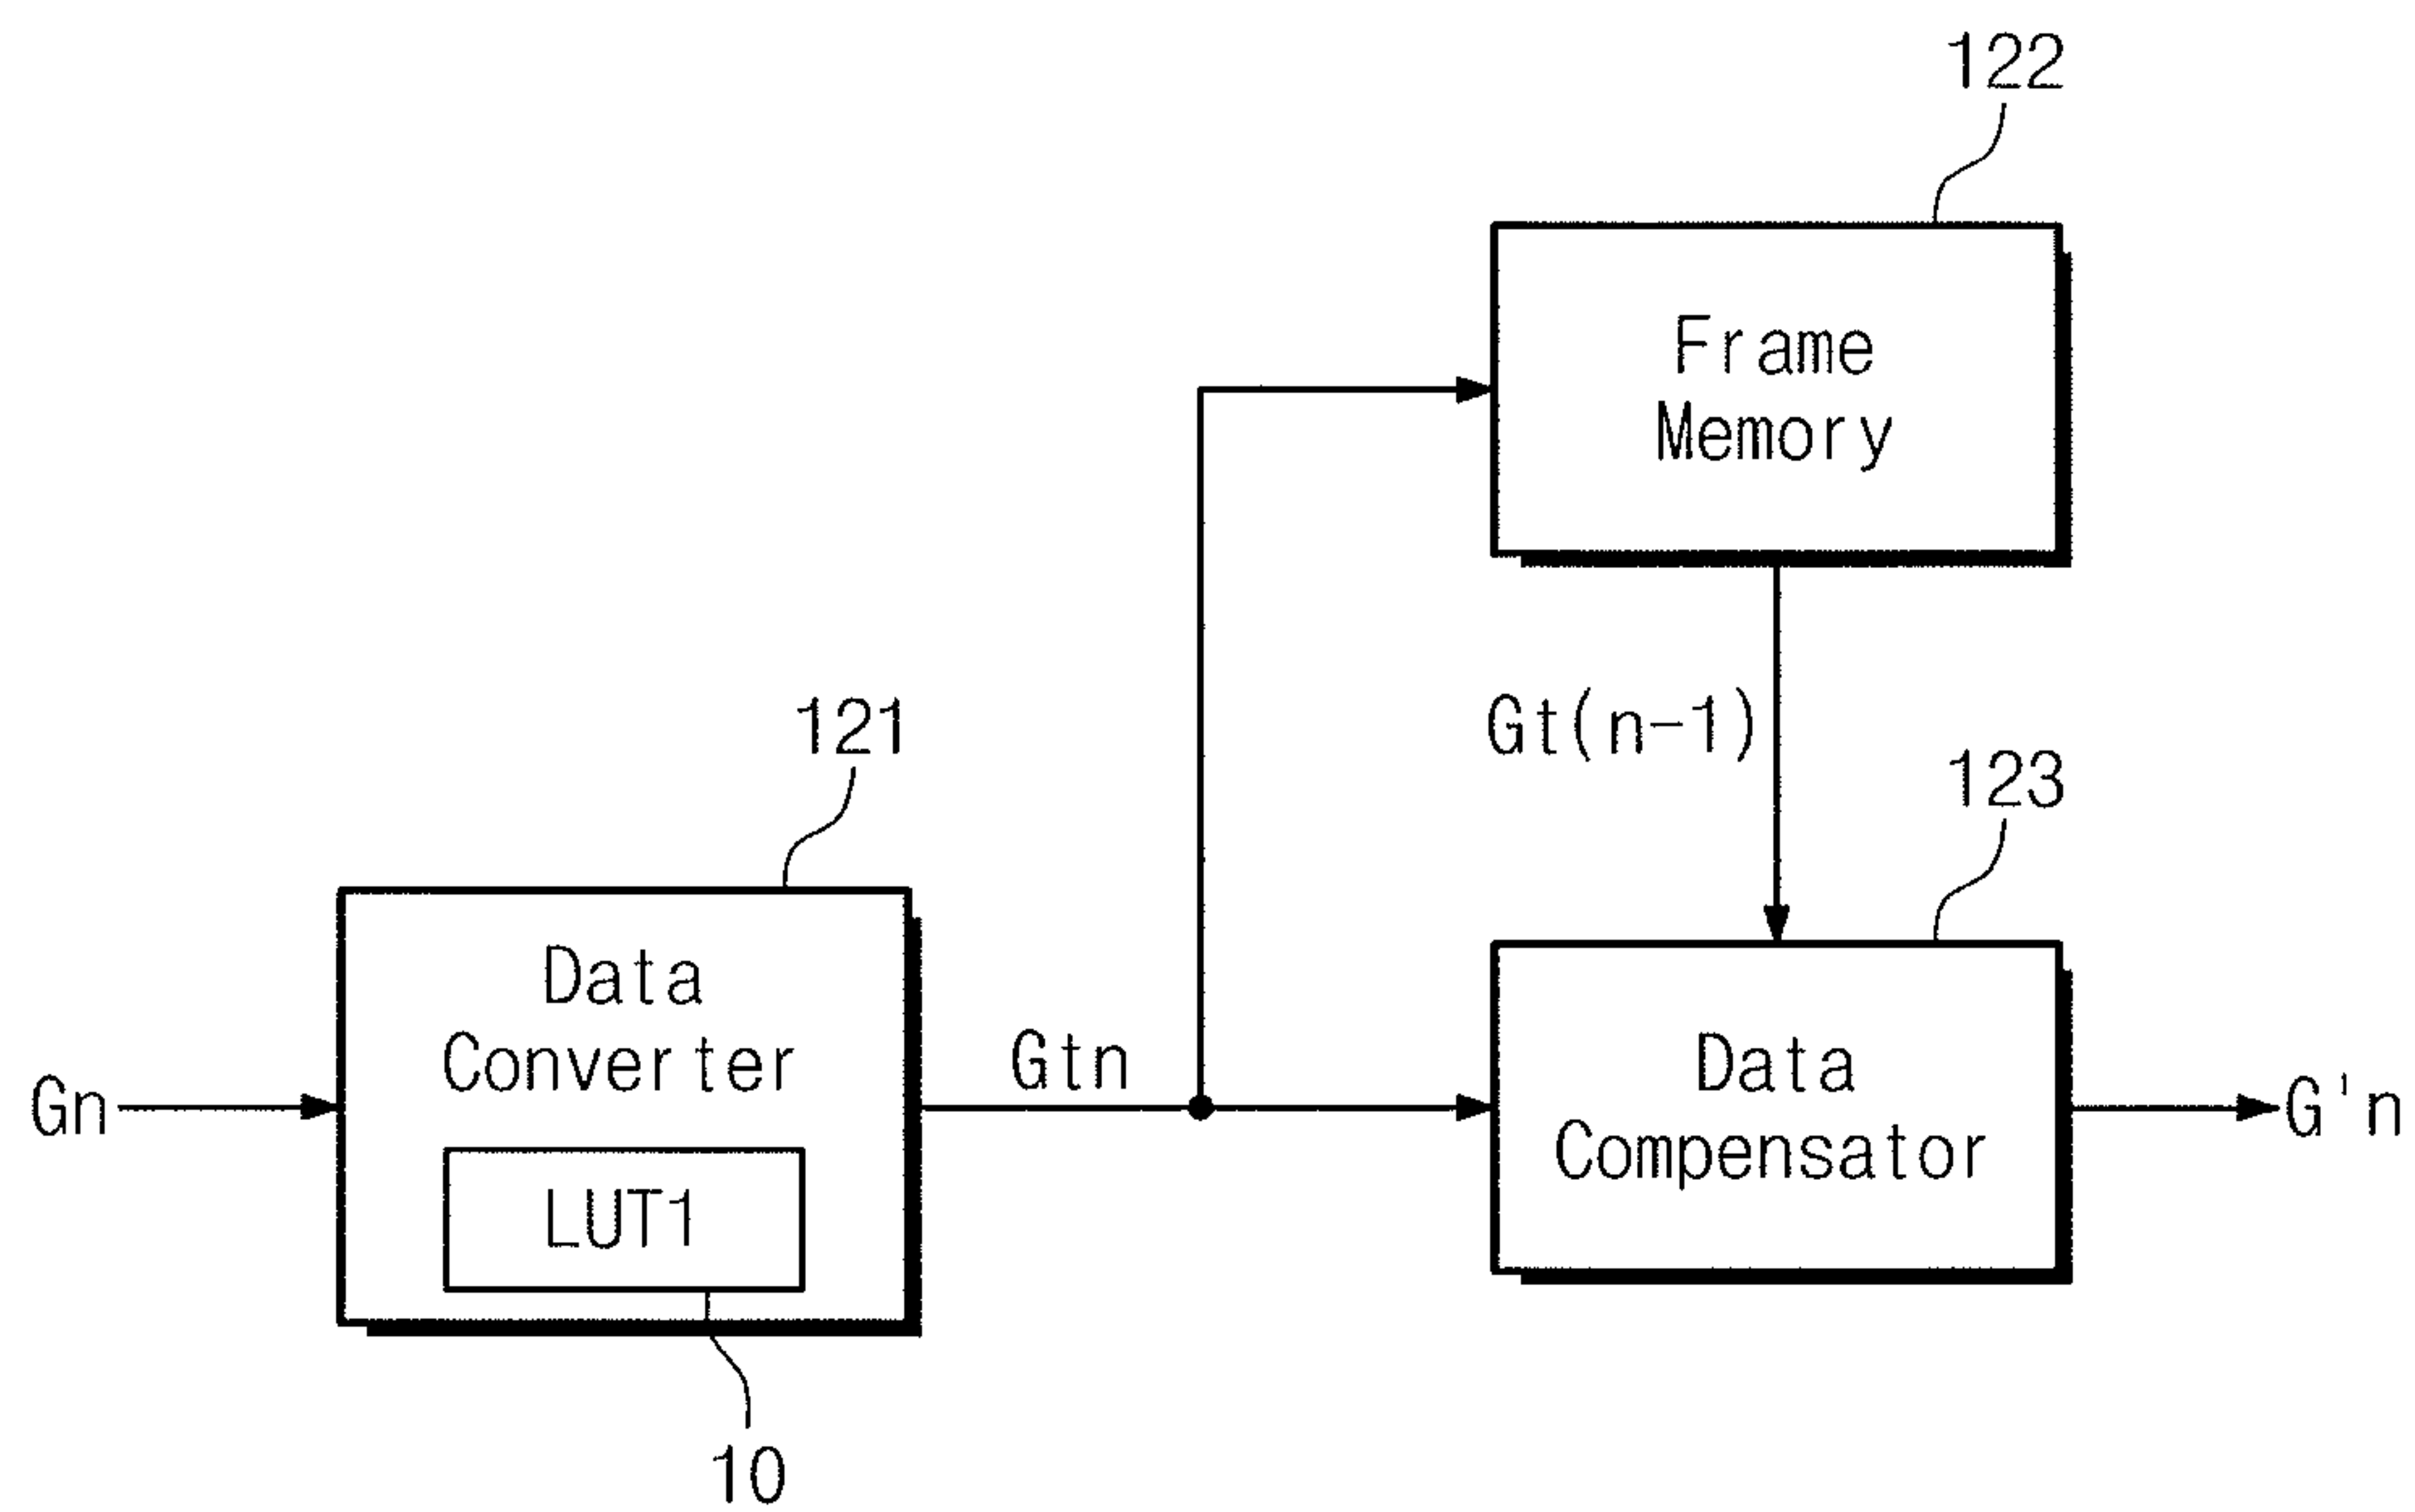 122
Frame
Memory
121
Gt(n-1)
123
Data
Converter
Gtn
Data
Compensator
Gn
G'n
LUT1
10